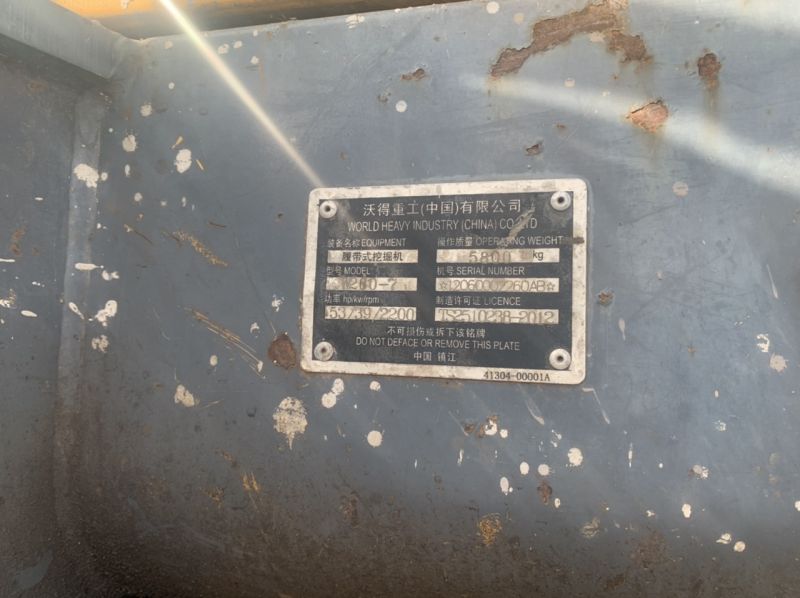 沃得重工(中国)有限公司
WORLD HEAVY INDUSTRY (CHINA) CO.,LTD
装备名称 EQUIPMENT 操作质量 OPERATING WEIGHT
履带式挖掘机 5800 kg
型号 MODEL 机号 SERIAL NUMBER
功率 hp/kw/rpm 制造许可证 LICENCE
53/39/2200 TS2510238-2012
不可损伤或拆下该铭牌
DO NOT DEFACE OR REMOVE THIS PLATE
中国 镇江
41304-00001A